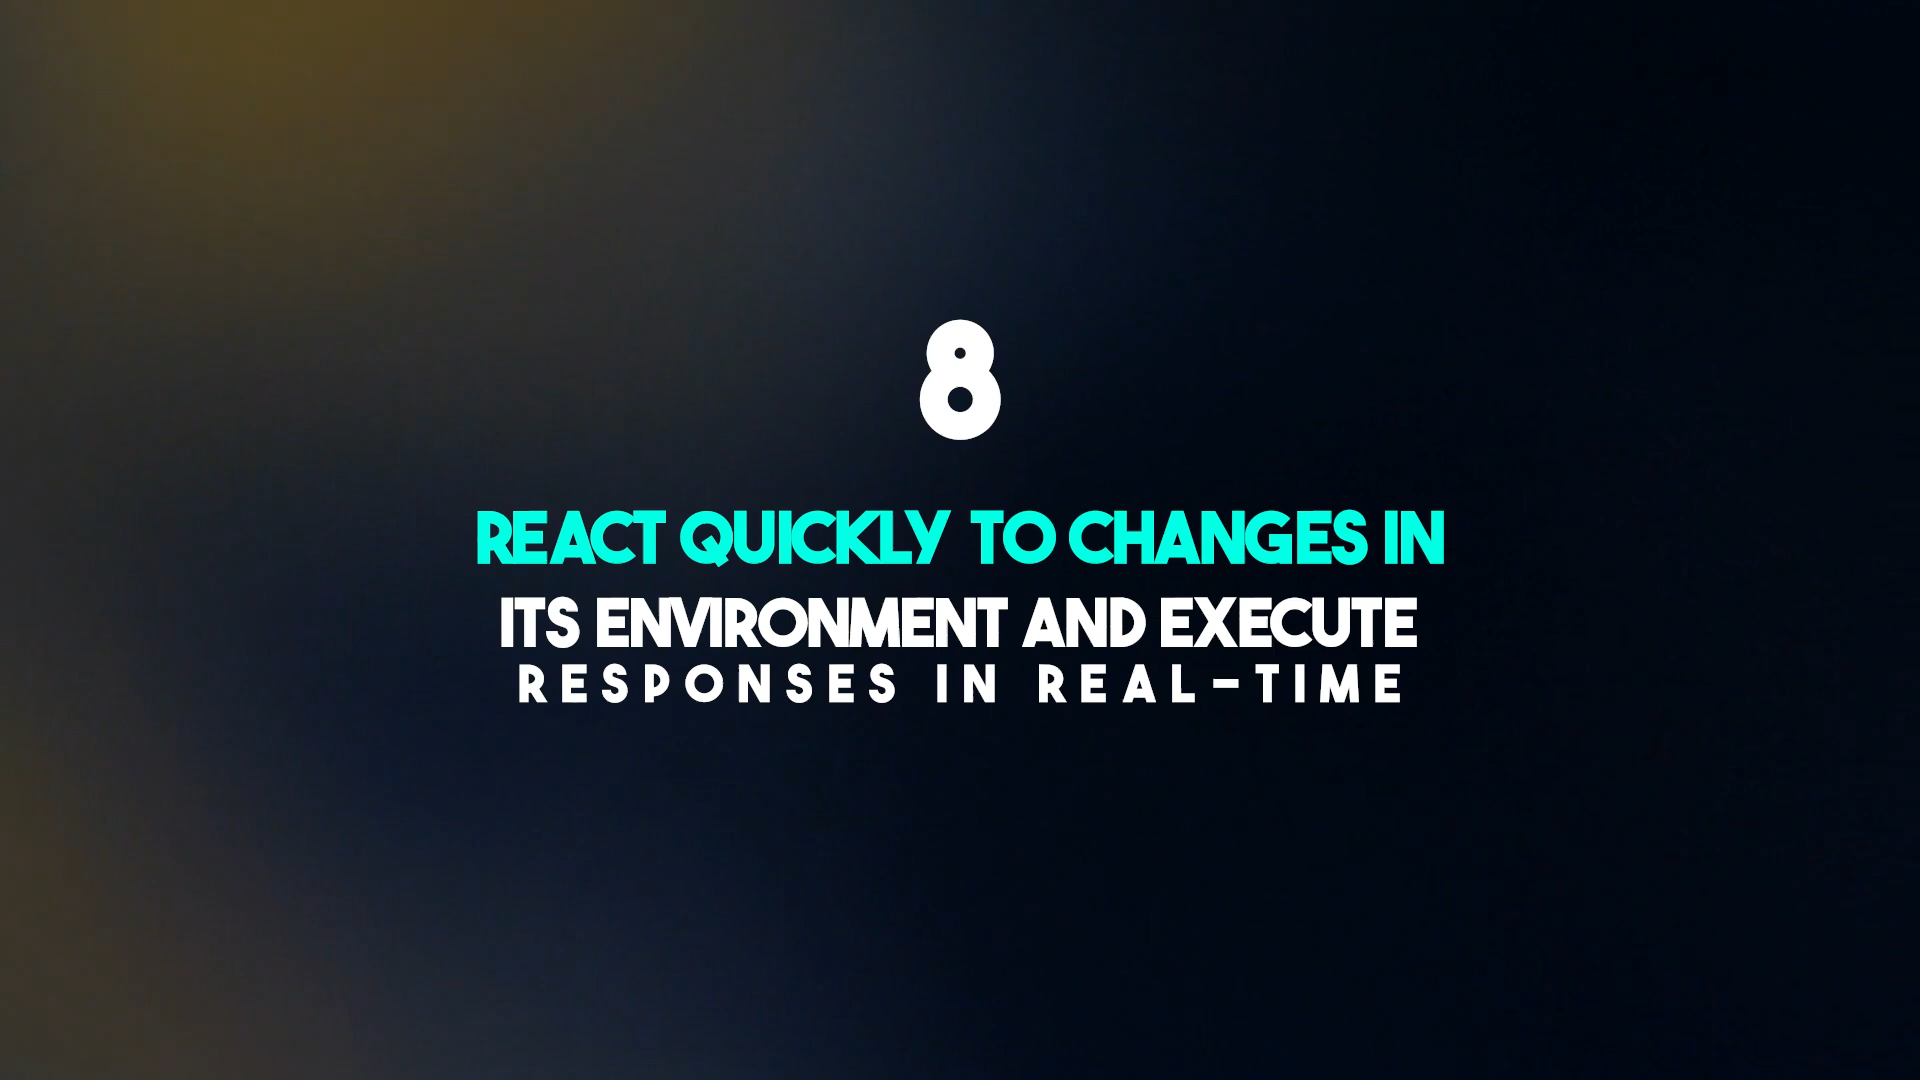 8
REACT QUICKLY TO CHANGES IN
ITS ENVIRONMENT AND EXECUTE
RESPONSES IN REAL-TIME